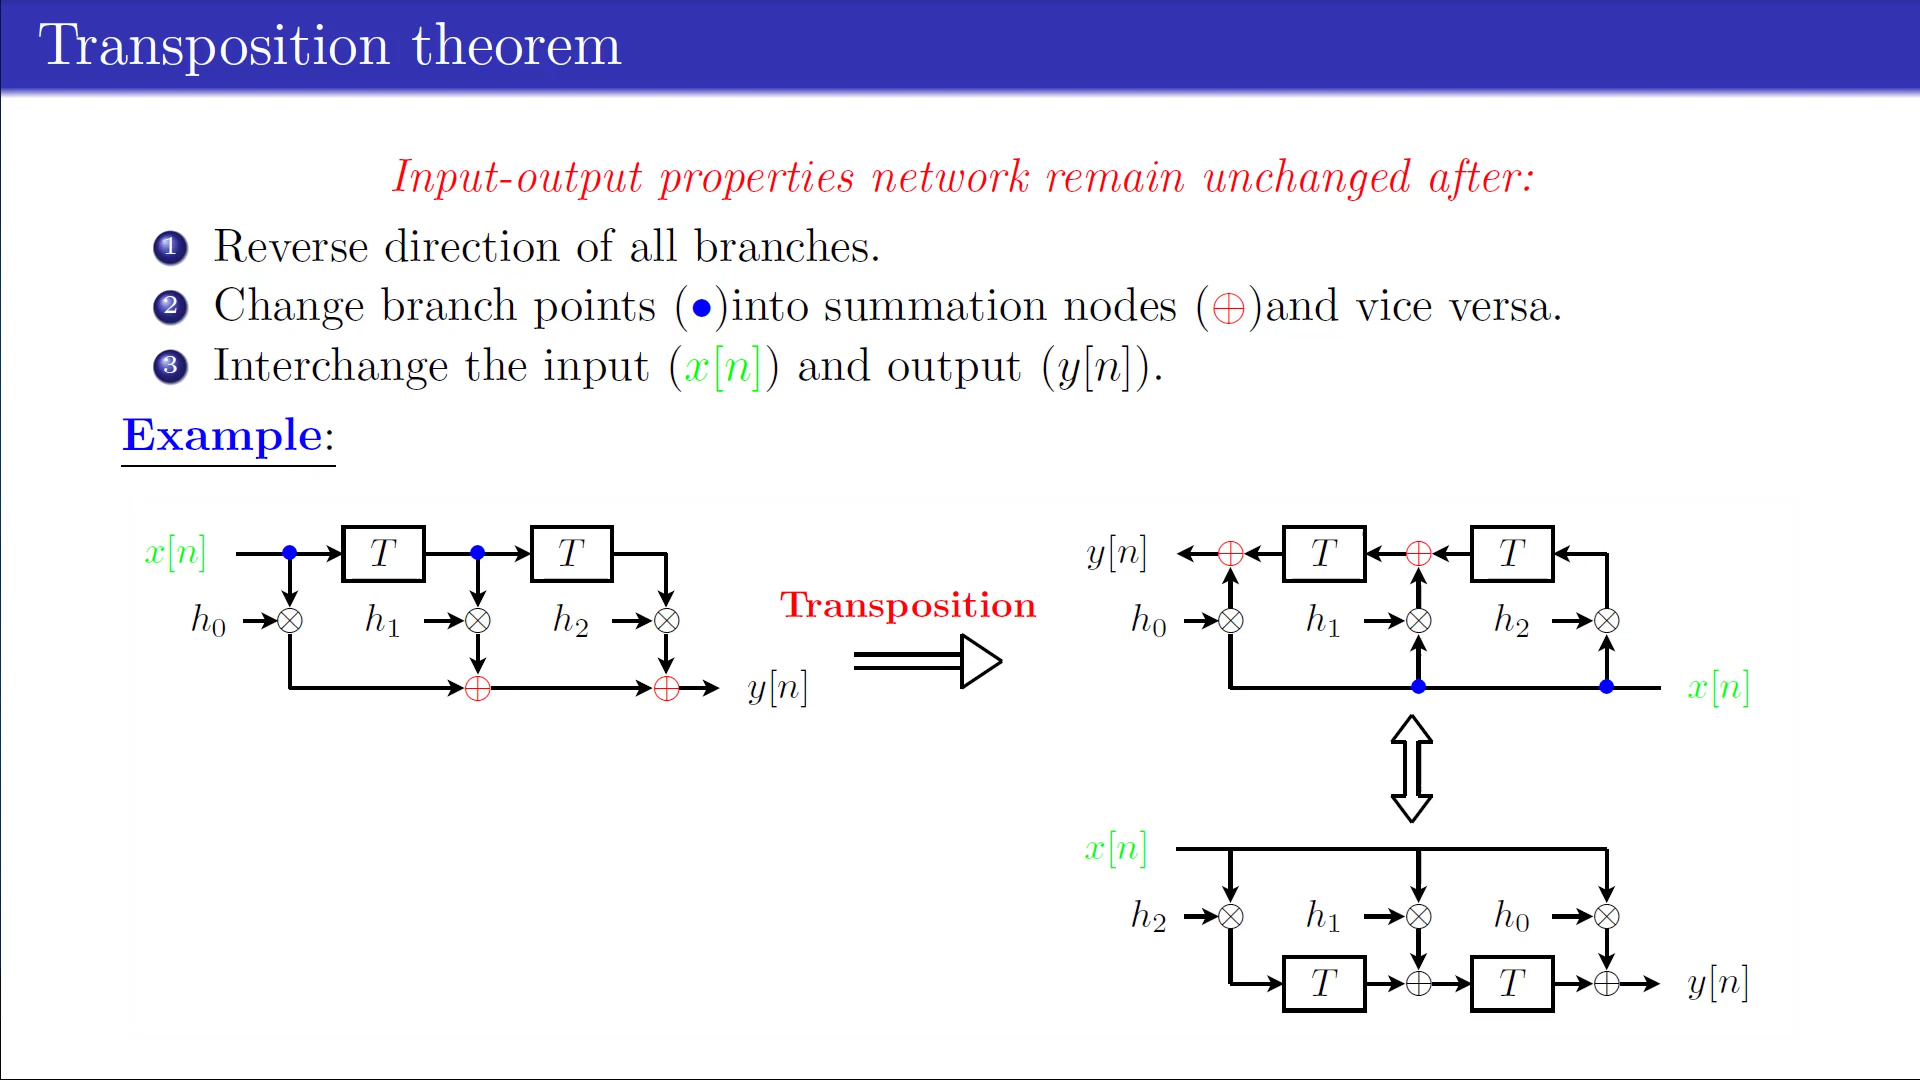 Transposition theorem
Input-output properties network remain unchanged after:
1 Reverse direction of all branches.
2 Change branch points (•)into summation nodes (⊕)and vice versa.
3 Interchange the input (x[n]) and output (y[n]).
Example:
x[n] T T
h₀ ⊗ h₁ ⊗ h₂ ⊗
⊕ ⊕ y[n]
Transposition
y[n] ⊕ T ⊕ T
h₀ ⊗ h₁ ⊗ h₂ ⊗
x[n]
x[n]
h₂ ⊗ h₁ ⊗ h₀ ⊗
T ⊕ T ⊕ y[n]